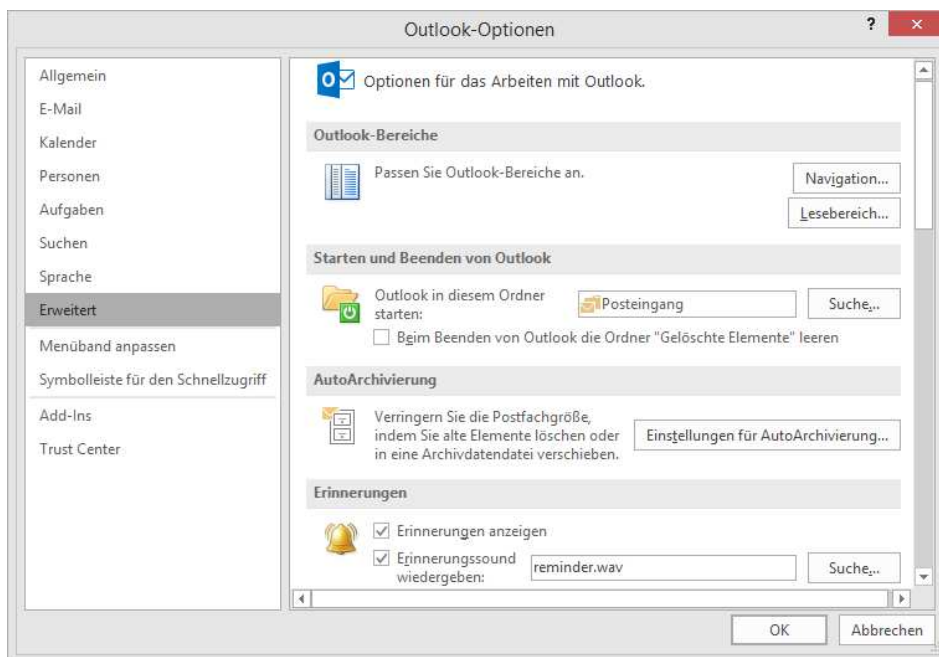 Outlook-Optionen
?
Allgemein
E-Mail
Kalender
Personen
Aufgaben
Suchen
Sprache
Erweitert
Menüband anpassen
Symbolleiste für den Schnellzugriff
Add-Ins
Trust Center
Optionen für das Arbeiten mit Outlook.
Outlook-Bereiche
Passen Sie Outlook-Bereiche an.
Navigation...
Lesebereich...
Starten und Beenden von Outlook
Outlook in diesem Ordner
starten:
Posteingang
Suche...
Beim Beenden von Outlook die Ordner "Gelöschte Elemente" leeren
AutoArchivierung
Verringern Sie die Postfachgröße,
indem Sie alte Elemente löschen oder
in eine Archivdatendatei verschieben.
Einstellungen für AutoArchivierung...
Erinnerungen
Erinnerungen anzeigen
Erinnerungssound
wiedergeben:
reminder.wav
Suche...
OK
Abbrechen